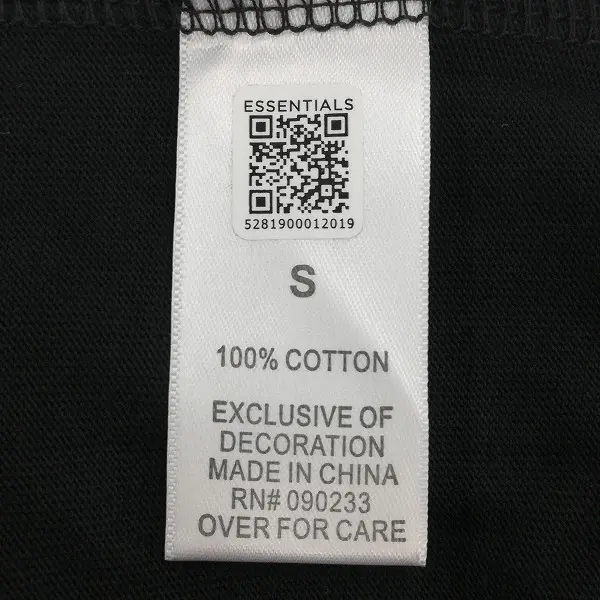 ESSENTIALS
5281900012019
S
100% COTTON
EXCLUSIVE OF
DECORATION
MADE IN CHINA
RN# 090233
OVER FOR CARE